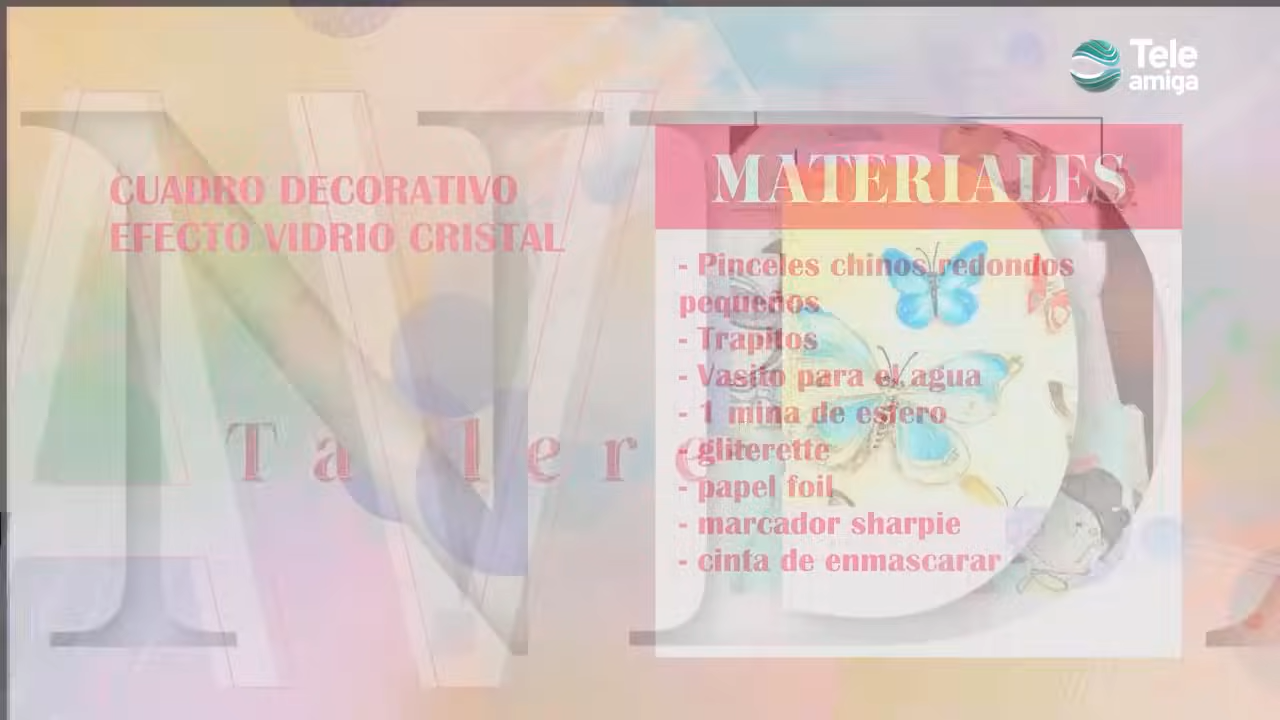 Tele
amiga
CUADRO DECORATIVO
EFECTO VIDRIO CRISTAL
MATERIALES
- Pinceles chinos redondos
pequeños
- Trapitos
- Vasito para el agua
- 1 mina de esfero
- gliterette
- papel foil
- marcador sharpie
- cinta de enmascarar